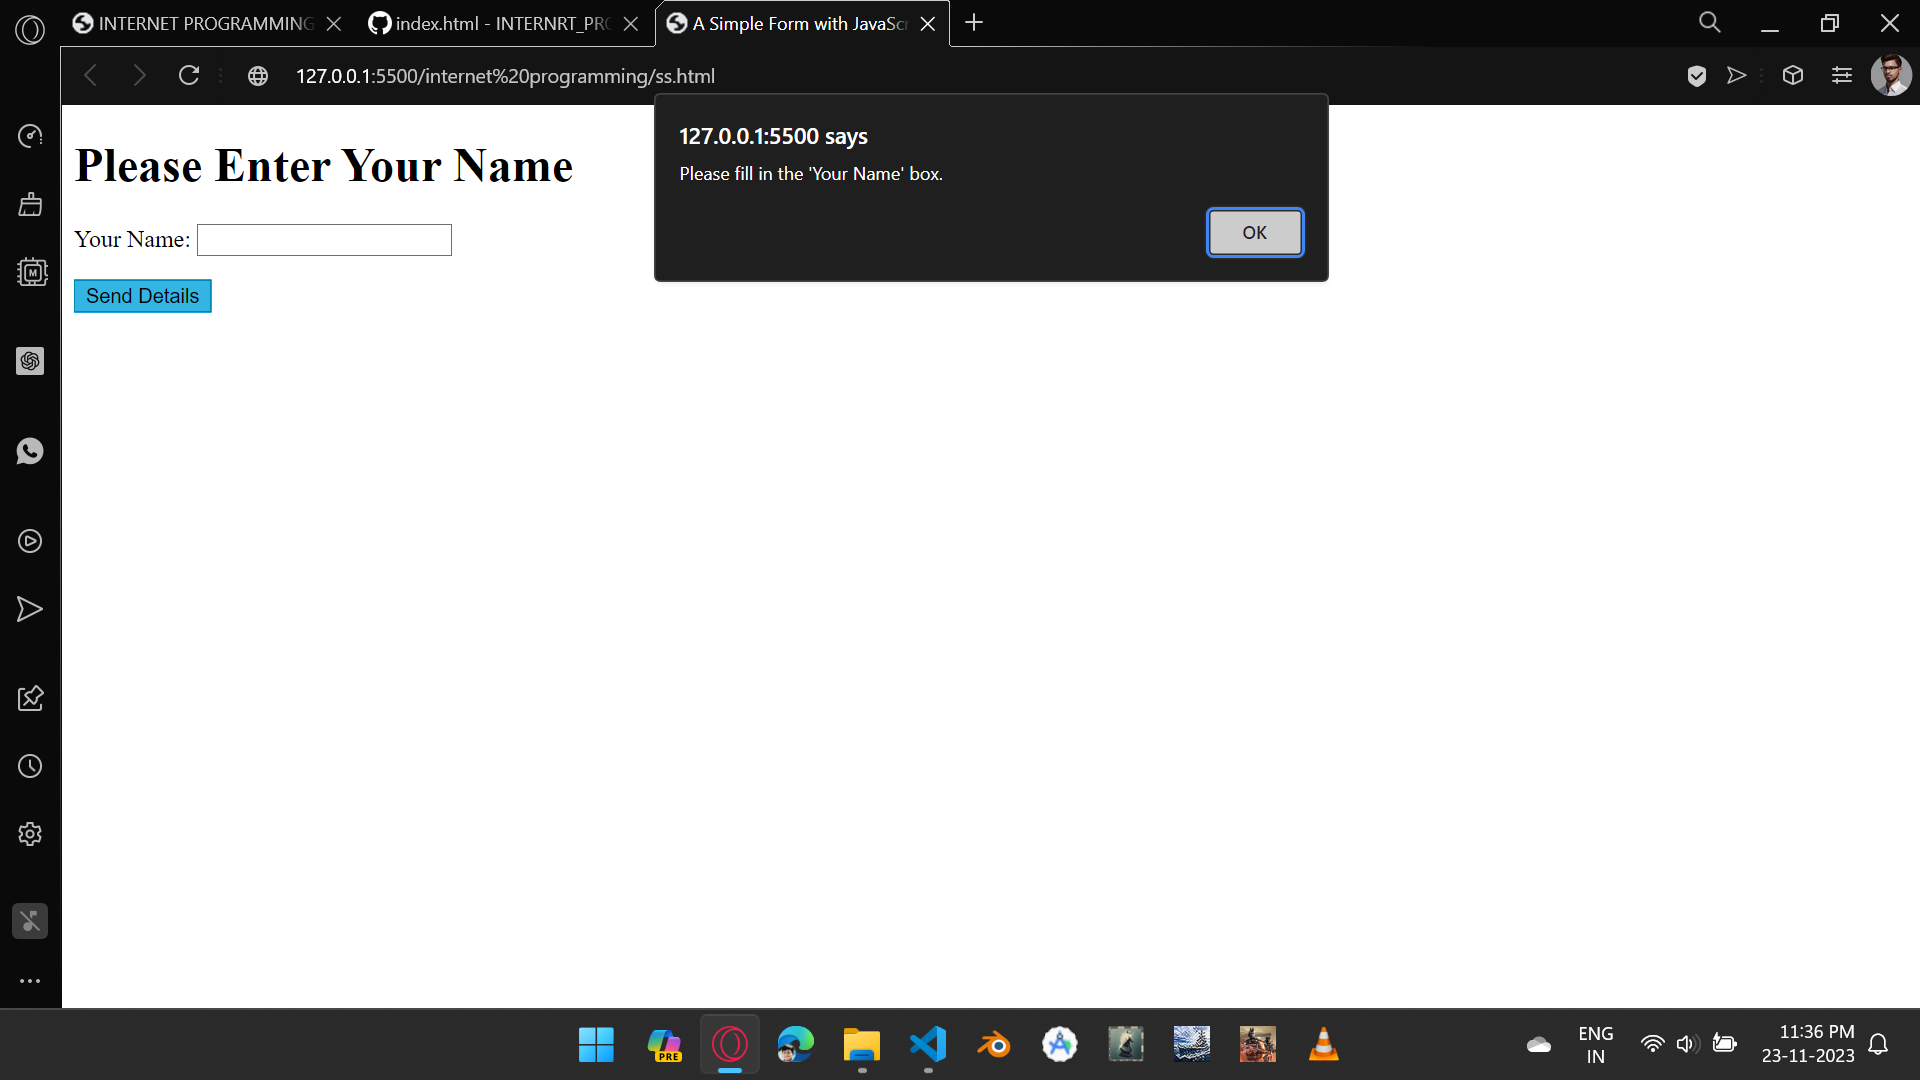 INTERNET PROGRAMMING
index.html - INTERNRT_PRO
A Simple Form with JavaScr
127.0.0.1:5500/internet%20programming/ss.html
127.0.0.1:5500 says
Please fill in the 'Your Name' box.
OK
Please Enter Your Name
Your Name:
Send Details
M
PRE
ENG
IN
11:36 PM
23-11-2023